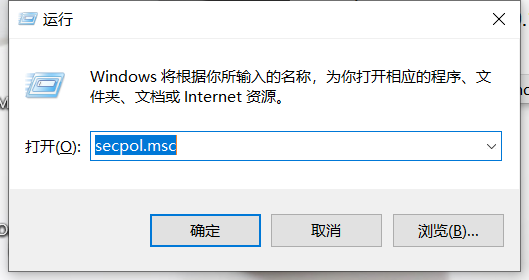 运行
Windows 将根据你所输入的名称，为你打开相应的程序、文
件夹、文档或 Internet 资源。
打开(O): secpol.msc
确定 取消 浏览(B)...